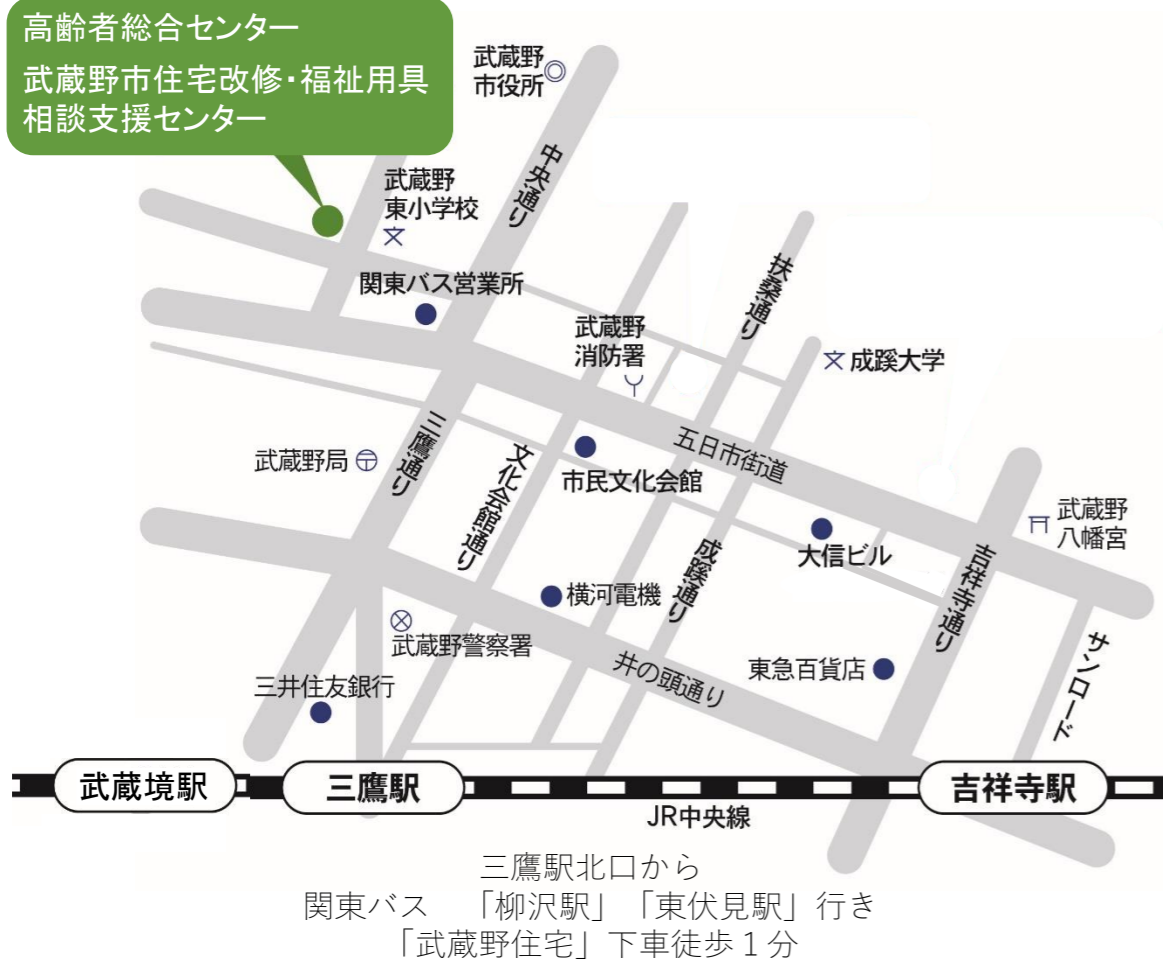 高齢者総合センター
武蔵野市住宅改修・福祉用具
相談支援センター
武蔵野
市役所
中央通り
武蔵野
東小学校
文
関東バス営業所
扶桑通り
武蔵野
消防署
文 成蹊大学
三鷹通り
五日市街道
武蔵野局
文化会館通り
市民文化会館
武蔵野
八幡宮
大信ビル
成蹊通り
吉祥寺通り
横河電機
武蔵野警察署
井の頭通り
東急百貨店
サンロード
三井住友銀行
武蔵境駅
三鷹駅
吉祥寺駅
JR中央線
三鷹駅北口から
関東バス 「柳沢駅」「東伏見駅」行き
「武蔵野住宅」下車徒歩1分